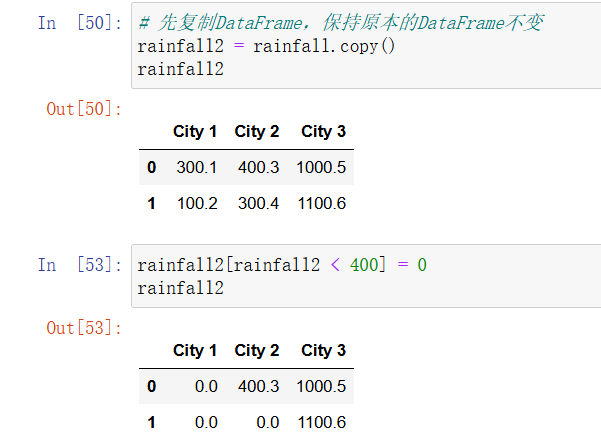 In [50]: # 先复制DataFrame，保持原本的DataFrame不变
rainfall2 = rainfall.copy()
rainfall2
Out[50]:
City 1 City 2 City 3
0 300.1 400.3 1000.5
1 100.2 300.4 1100.6
In [53]: rainfall2[rainfall2 < 400] = 0
rainfall2
Out[53]:
City 1 City 2 City 3
0 0.0 400.3 1000.5
1 0.0 0.0 1100.6